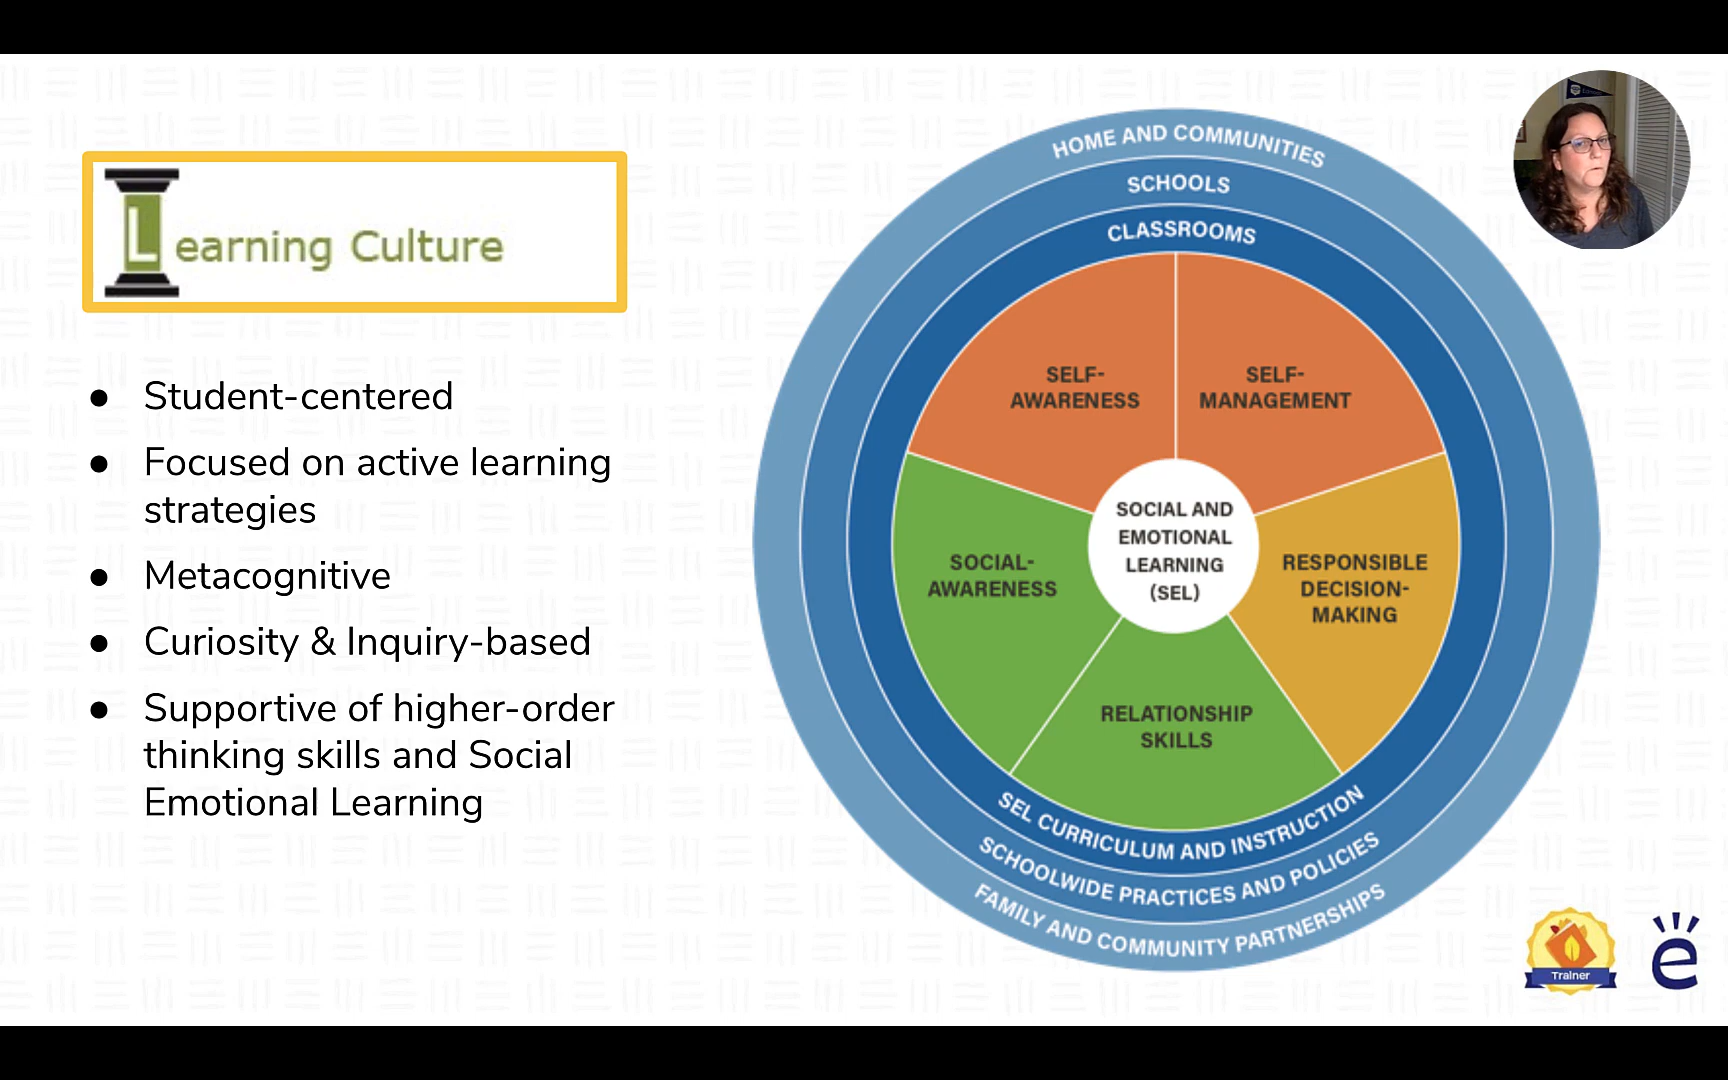 Learning Culture
● Student-centered
● Focused on active learning
strategies
● Metacognitive
● Curiosity & Inquiry-based
● Supportive of higher-order
thinking skills and Social
Emotional Learning
HOME AND COMMUNITIES
SCHOOLS
CLASSROOMS
SELF-
AWARENESS
SELF-
MANAGEMENT
SOCIAL AND
EMOTIONAL
LEARNING
(SEL)
SOCIAL-
AWARENESS
RESPONSIBLE
DECISION-
MAKING
RELATIONSHIP
SKILLS
SEL CURRICULUM AND INSTRUCTION
SCHOOLWIDE PRACTICES AND POLICIES
FAMILY AND COMMUNITY PARTNERSHIPS
Trainer
e